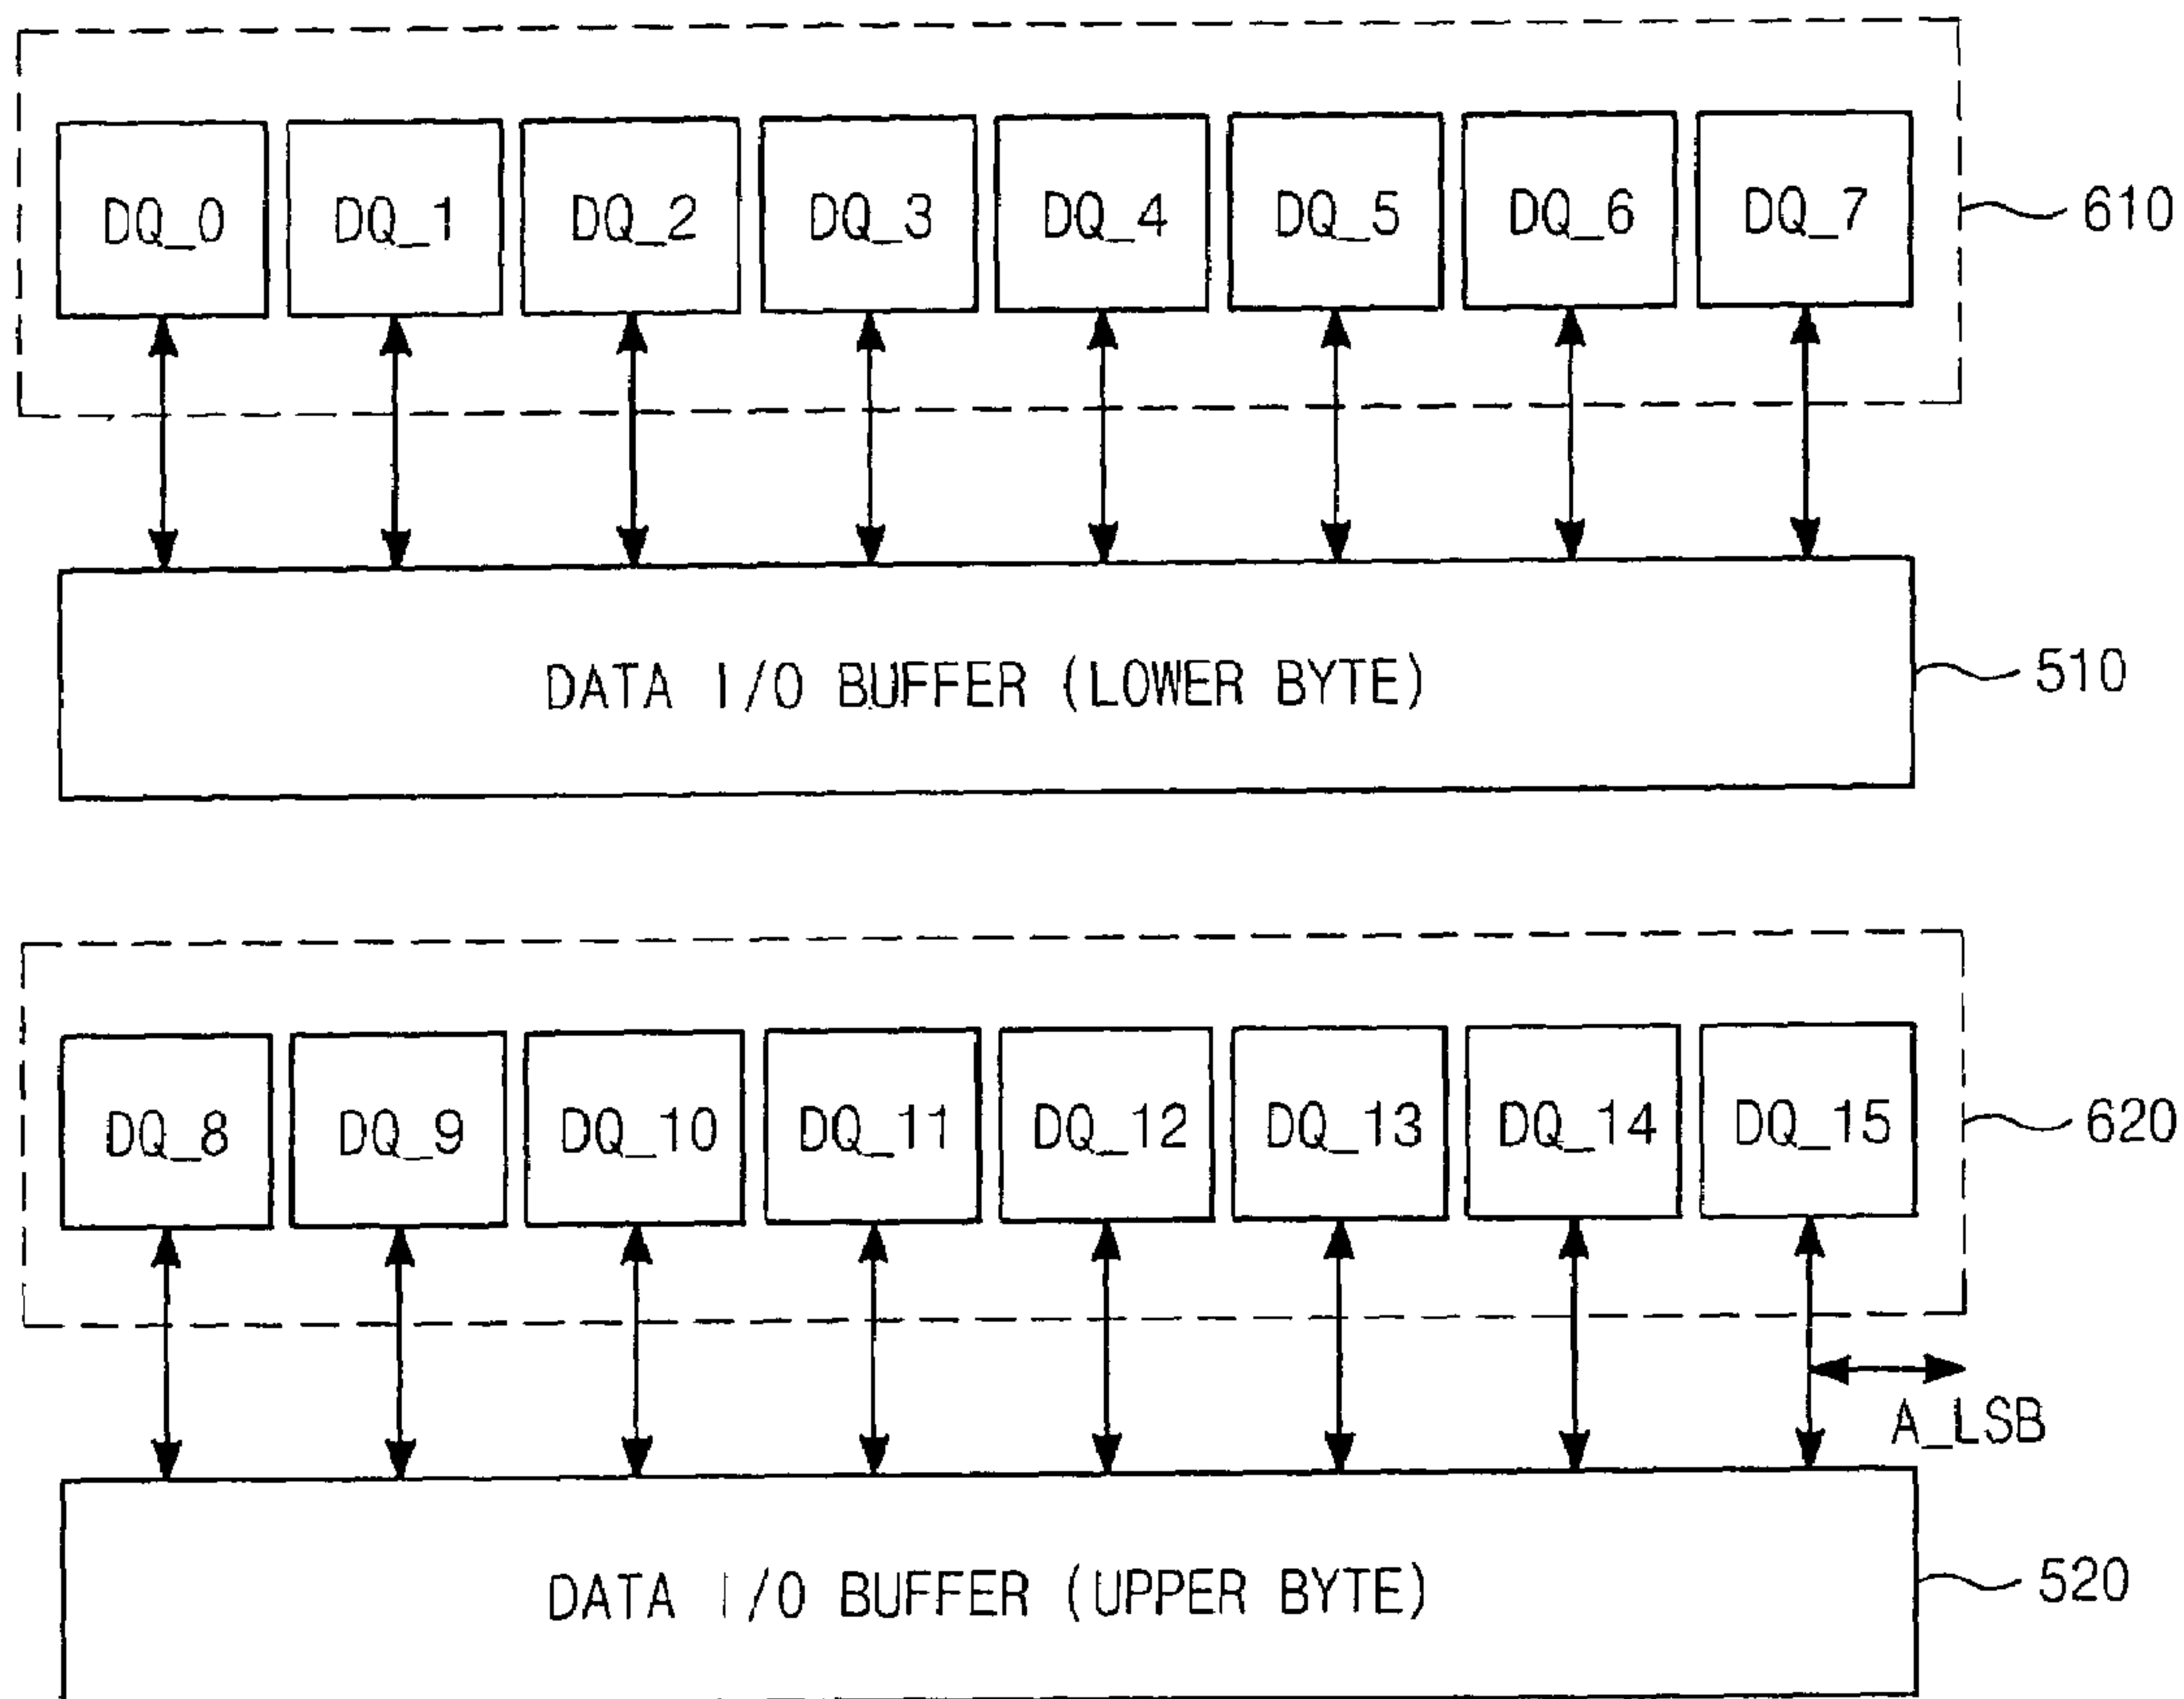 DQ_0 DQ_1 DQ_2 DQ_3 DQ_4 DQ_5 DQ_6 DQ_7 610
DATA I/O BUFFER (LOWER BYTE) 510
DQ_8 DQ_9 DQ_10 DQ_11 DQ_12 DQ_13 DQ_14 DQ_15 620
A_LSB
DATA I/O BUFFER (UPPER BYTE) 520